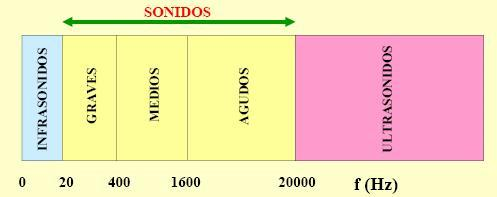 SONIDOS
INFRASONIDOS
GRAVES
MEDIOS
AGUDOS
ULTRASONIDOS
0 20 400 1600 20000 f (Hz)